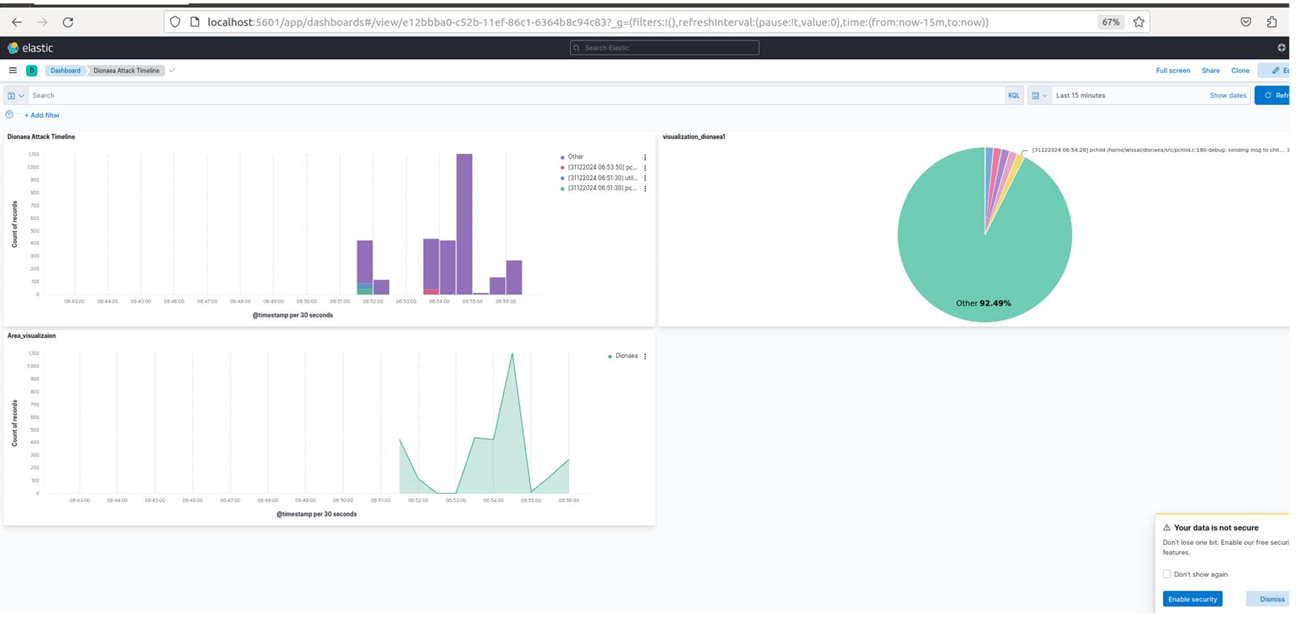 localhost:5601/app/dashboards#/view/e12bbba0-c52b-11ef-86c1-6364b8c94c83?_g=(filters:!(),refreshInterval:(pause:!t,value:0),time:(from:now-15m,to:now))
67%
elastic
Search Elastic
D
Dashboard
Dionaea Attack Timeline
Full screen
Share
Clone
Search
KQL
Last 15 minutes
Show dates
+ Add filter
Dionaea Attack Timeline
1,100
1,000
900
800
700
600
500
400
300
200
100
0
Count of records
06:43:00 06:44:00 06:45:00 06:46:00 06:47:00 06:48:00 06:49:00 06:50:00 06:51:00 06:52:00 06:53:00 06:54:00 06:55:00 06:56:00
@timestamp per 30 seconds
Other
[31122024 06:53:50] pc...
[31122024 06:51:30] util...
[31122024 06:51:30] pc...
visualization_dionaea1
[31122024 06:54:26] pchild /home/wissal/dionaea/src/pchild.c:180-debug: sending msg to chil...
Other 92.49%
Area_visualizaion
1,100
1,000
900
800
700
600
500
400
300
200
100
0
Count of records
06:43:00 06:44:00 06:45:00 06:46:00 06:47:00 06:48:00 06:49:00 06:50:00 06:51:00 06:52:00 06:53:00 06:54:00 06:55:00 06:56:00
@timestamp per 30 seconds
Dionaea
Your data is not secure
Don't lose one bit. Enable our free securi
features.
Don't show again
Enable security
Dismiss